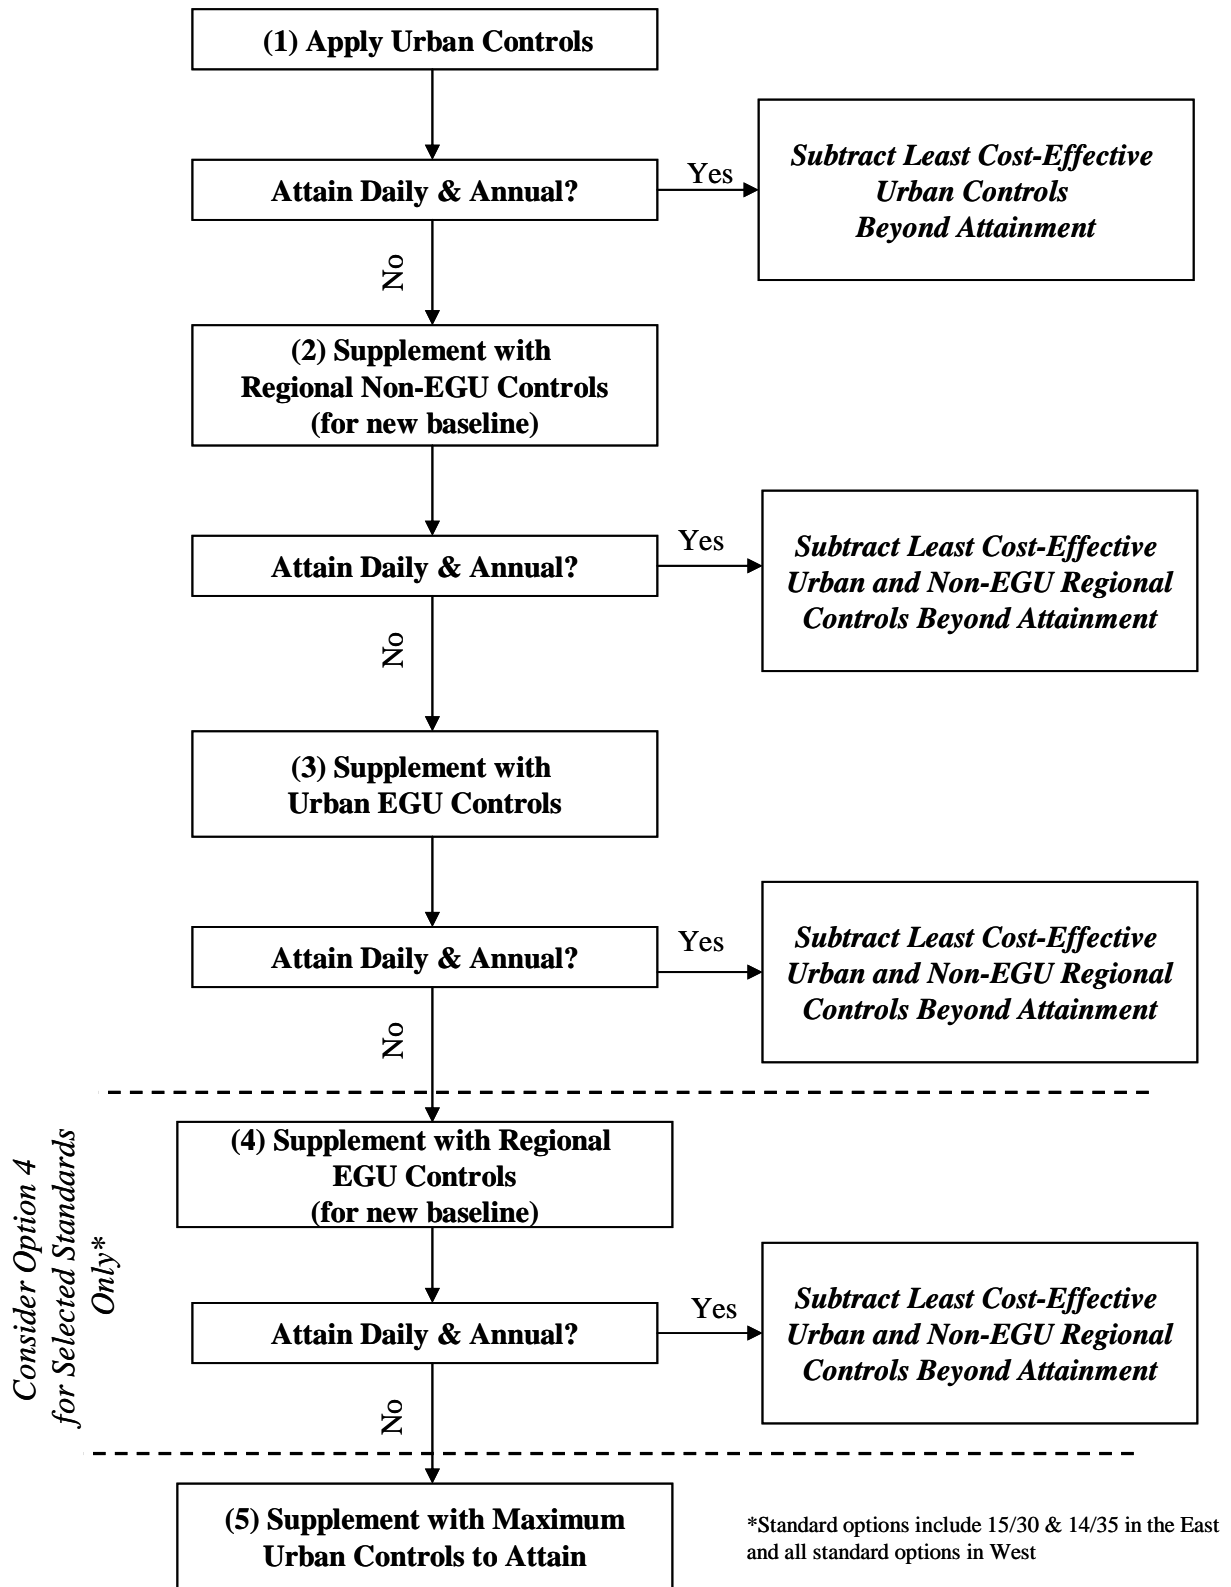 (1) Apply Urban Controls
Attain Daily & Annual?
Yes
Subtract Least Cost-Effective
Urban Controls
Beyond Attainment
No
(2) Supplement with
Regional Non-EGU Controls
(for new baseline)
Attain Daily & Annual?
Yes
Subtract Least Cost-Effective
Urban and Non-EGU Regional
Controls Beyond Attainment
No
(3) Supplement with
Urban EGU Controls
Attain Daily & Annual?
Yes
Subtract Least Cost-Effective
Urban and Non-EGU Regional
Controls Beyond Attainment
No
Consider Option 4
for Selected Standards
Only*
(4) Supplement with Regional
EGU Controls
(for new baseline)
Attain Daily & Annual?
Yes
Subtract Least Cost-Effective
Urban and Non-EGU Regional
Controls Beyond Attainment
No
(5) Supplement with Maximum
Urban Controls to Attain
*Standard options include 15/30 & 14/35 in the East
and all standard options in West